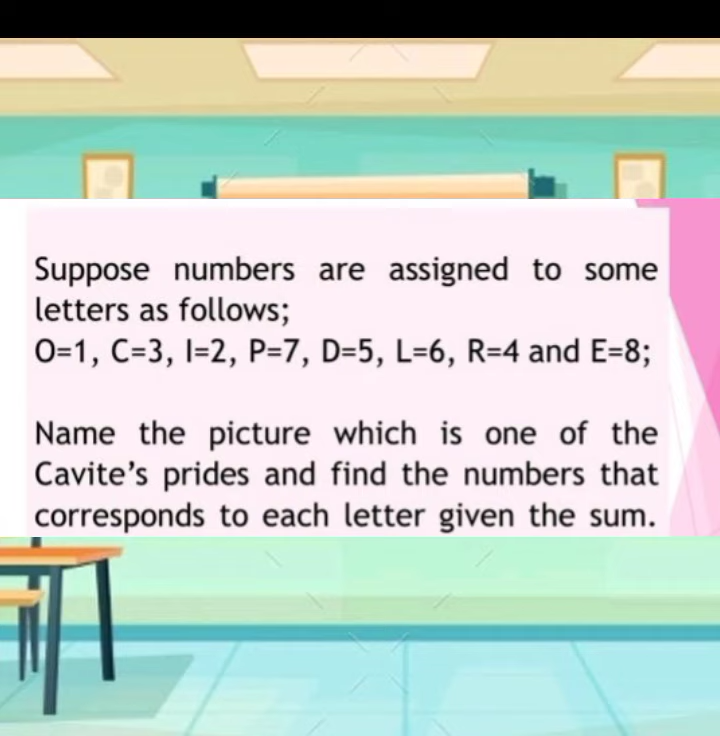 Suppose numbers are assigned to some
letters as follows;
O=1, C=3, I=2, P=7, D=5, L=6, R=4 and E=8;
Name the picture which is one of the
Cavite's prides and find the numbers that
corresponds to each letter given the sum.